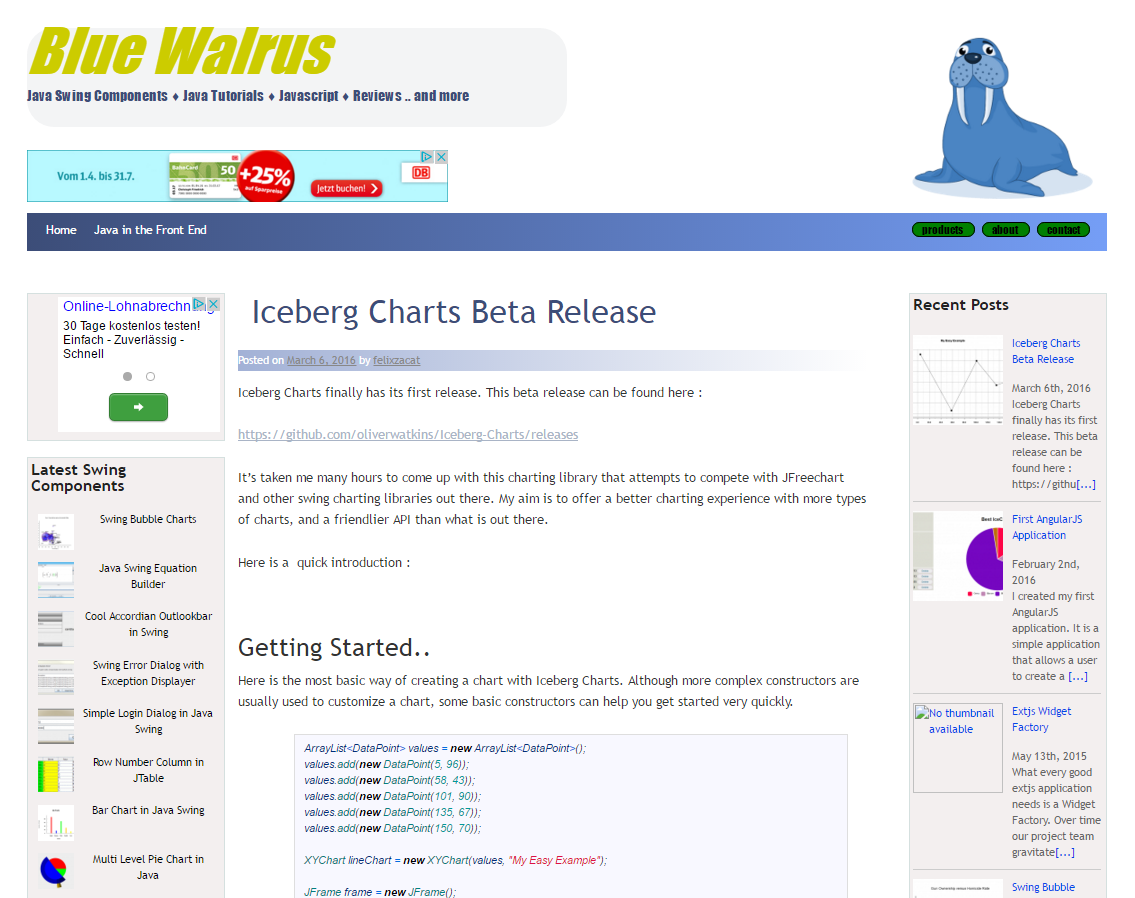 Blue Walrus
Java Swing Components ♦ Java Tutorials ♦ Javascript ♦ Reviews .. and more
Vom 1.4. bis 31.7.
50
+25%
auf Sparpreise
Jetzt buchen!
DB
Home
Java in the Front End
products
about
contact
Online-Lohnabrechn
30 Tage kostenlos testen!
Einfach - Zuverlässig -
Schnell
Latest Swing
Components
Swing Bubble Charts
Java Swing Equation
Builder
Cool Accordian Outlookbar
in Swing
Swing Error Dialog with
Exception Displayer
Simple Login Dialog in Java
Swing
Row Number Column in
JTable
Bar Chart in Java Swing
Multi Level Pie Chart in
Java
Iceberg Charts Beta Release
Posted on March 6, 2016 by felixzacat
Iceberg Charts finally has its first release. This beta release can be found here :
https://github.com/oliverwatkins/Iceberg-Charts/releases
It's taken me many hours to come up with this charting library that attempts to compete with JFreechart
and other swing charting libraries out there. My aim is to offer a better charting experience with more types
of charts, and a friendlier API than what is out there.
Here is a  quick introduction :
Getting Started..
Here is the most basic way of creating a chart with Iceberg Charts. Although more complex constructors are
usually used to customize a chart, some basic constructors can help you get started very quickly.
ArrayList<DataPoint> values = new ArrayList<DataPoint>();
values.add(new DataPoint(5, 96));
values.add(new DataPoint(58, 43));
values.add(new DataPoint(101, 90));
values.add(new DataPoint(135, 67));
values.add(new DataPoint(150, 70));
XYChart lineChart = new XYChart(values, "My Easy Example");
JFrame frame = new JFrame();
Recent Posts
Iceberg Charts
Beta Release
March 6th, 2016
Iceberg Charts
finally has its first
release. This beta
release can be
found here :
https://githu[...]
First AngularJS
Application
February 2nd,
2016
I created my first
AngularJS
application. It is a
simple application
that allows a user
to create a [...]
No thumbnail
available
Extjs Widget
Factory
May 13th, 2015
What every good
extjs application
needs is a Widget
Factory. Over time
our project team
gravitate[...]
Swing Bubble